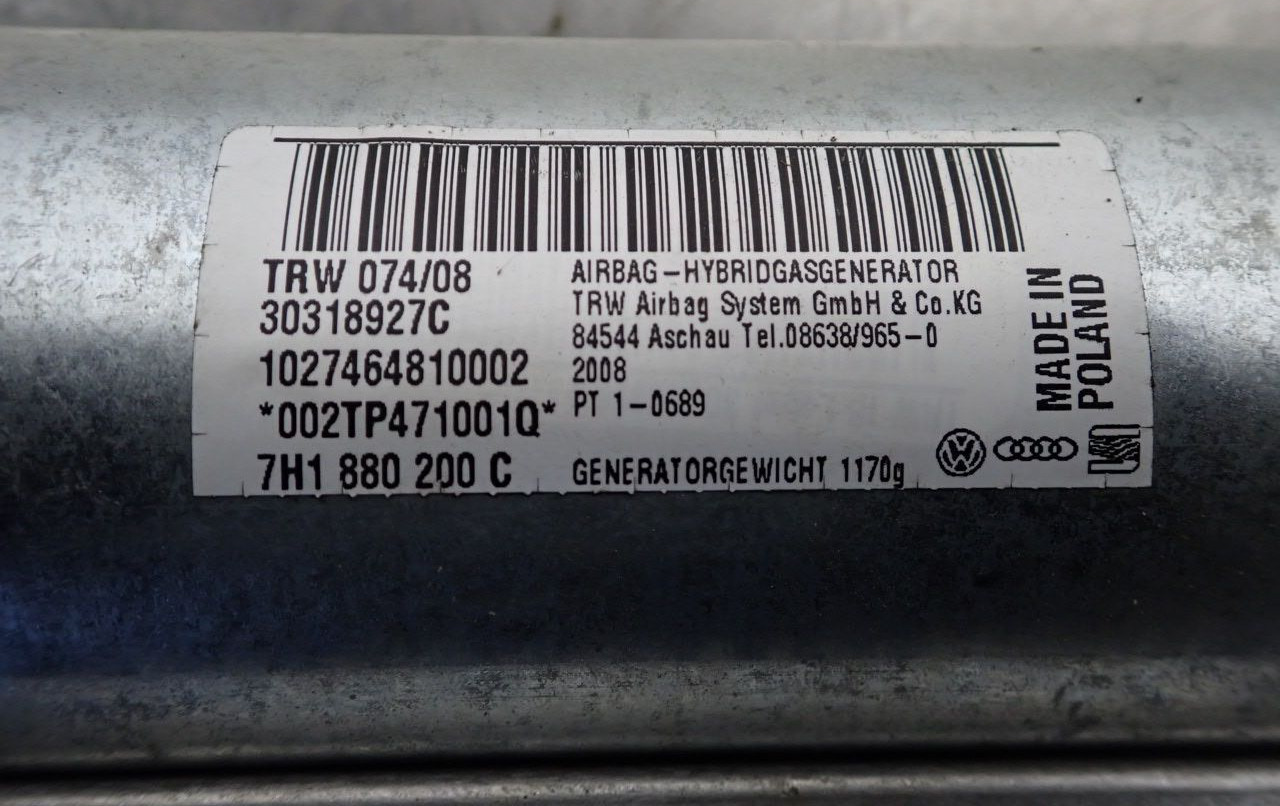 TRW 074/08
30318927C
1027464810002
*002TP471001Q*
7H1 880 200 C
AIRBAG-HYBRIDGASGENERATOR
TRW Airbag System GmbH & Co.KG
84544 Aschau Tel.08638/965-0
2008
PT 1-0689
GENERATORGEWICHT 1170g
MADE IN
POLAND